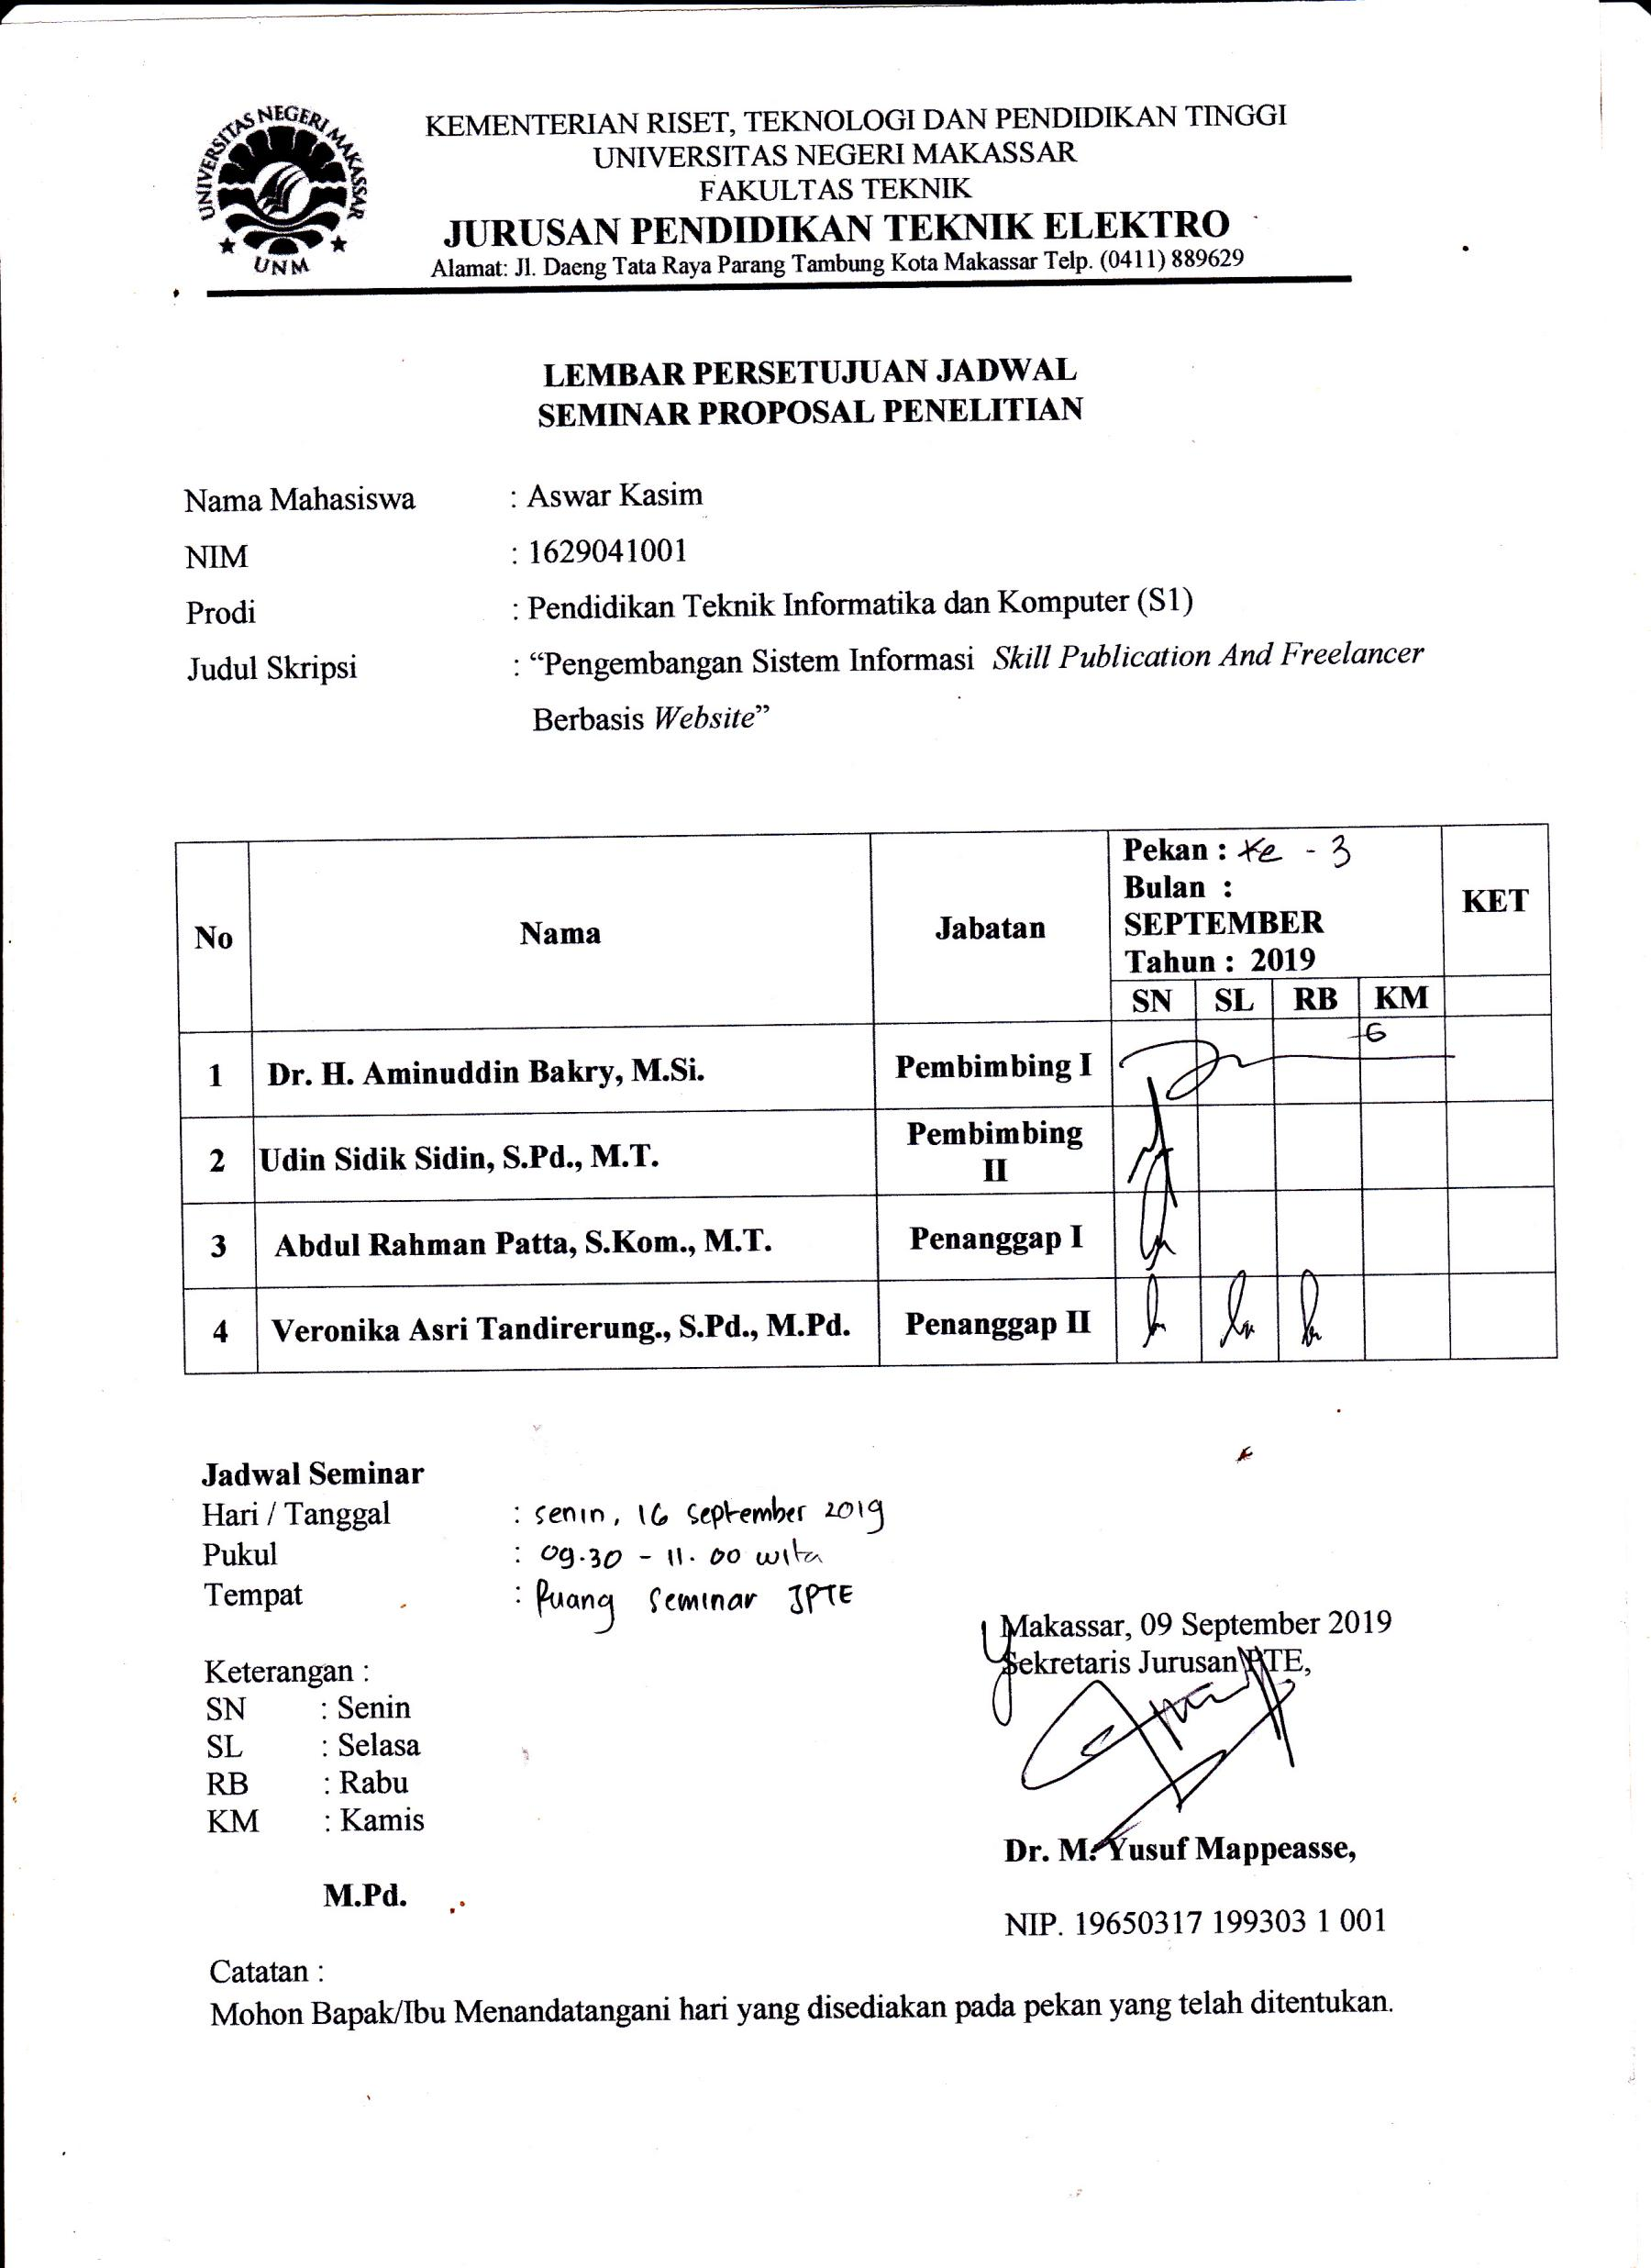 UNIVERSITAS NEGERI MAKASSAR
UNM
KEMENTERIAN RISET, TEKNOLOGI DAN PENDIDIKAN TINGGI
UNIVERSITAS NEGERI MAKASSAR
FAKULTAS TEKNIK
JURUSAN PENDIDIKAN TEKNIK ELEKTRO
Alamat: Jl. Daeng Tata Raya Parang Tambung Kota Makassar Telp. (0411) 889629
LEMBAR PERSETUJUAN JADWAL
SEMINAR PROPOSAL PENELITIAN
Nama Mahasiswa : Aswar Kasim
NIM : 1629041001
Prodi : Pendidikan Teknik Informatika dan Komputer (S1)
Judul Skripsi : “Pengembangan Sistem Informasi Skill Publication And Freelancer
Berbasis Website”
No Nama Jabatan Pekan : ke - 3 KET
Bulan :
SEPTEMBER
Tahun : 2019
SN SL RB KM
1 Dr. H. Aminuddin Bakry, M.Si. Pembimbing I
2 Udin Sidik Sidin, S.Pd., M.T. Pembimbing
II
3 Abdul Rahman Patta, S.Kom., M.T. Penanggap I
4 Veronika Asri Tandirerung., S.Pd., M.Pd. Penanggap II
Jadwal Seminar
Hari / Tanggal : senin, 16 September 2019
Pukul : 09.30 - 11.00 wita
Tempat : Ruang Seminar JPTE
Makassar, 09 September 2019
Sekretaris Jurusan PTE,
Keterangan :
SN : Senin
SL : Selasa
RB : Rabu
KM : Kamis
Dr. M. Yusuf Mappeasse,
M.Pd.
NIP. 19650317 199303 1 001
Catatan :
Mohon Bapak/Ibu Menandatangani hari yang disediakan pada pekan yang telah ditentukan.